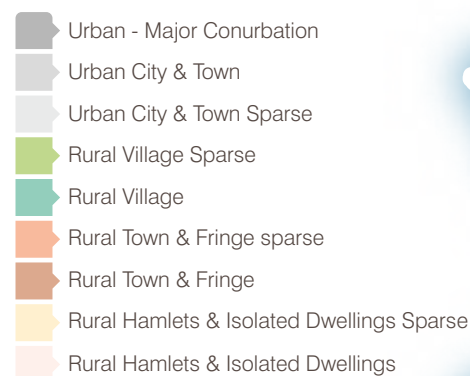 Urban - Major Conurbation
Urban City & Town
Urban City & Town Sparse
Rural Village Sparse
Rural Village
Rural Town & Fringe sparse
Rural Town & Fringe
Rural Hamlets & Isolated Dwellings Sparse
Rural Hamlets & Isolated Dwellings